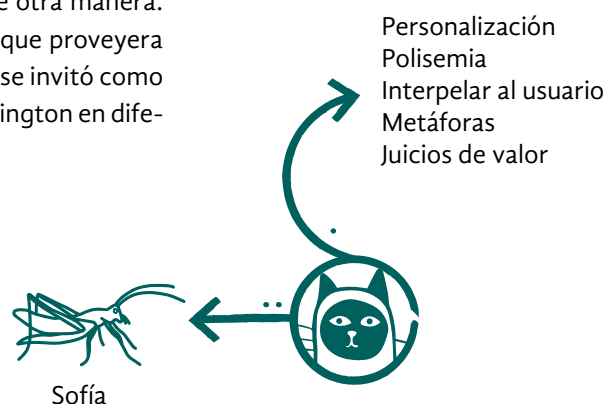 e otra manera.
que proveyera
se invitó como
ington en dife-
Personalización
Polisemia
Interpelar al usuario
Metáforas
Juicios de valor
Sofía